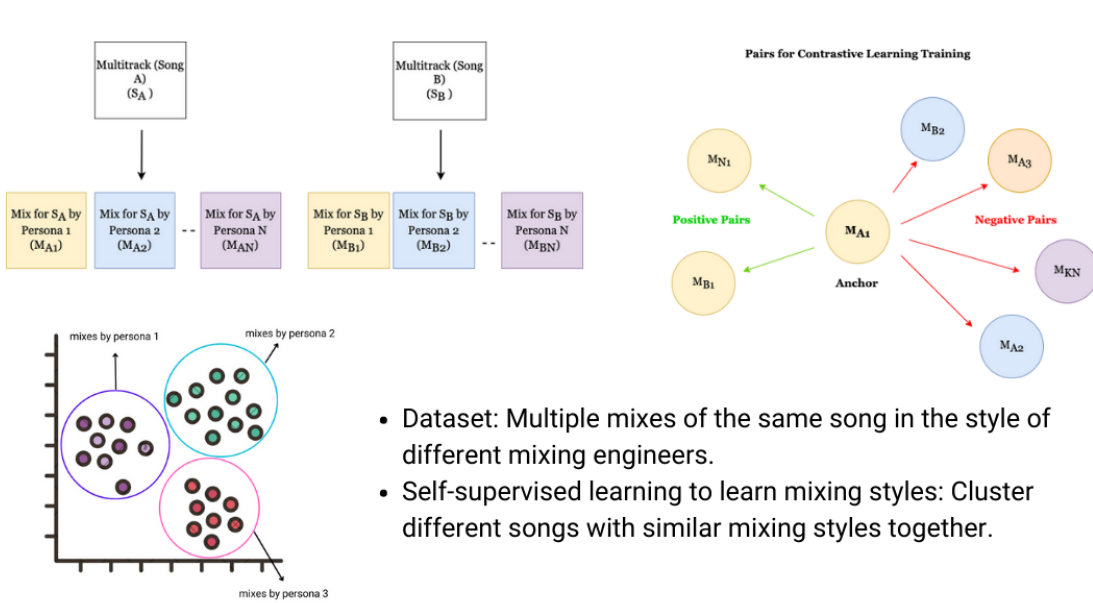 Multitrack (Song
A)
(SA )
Multitrack (Song
B)
(SB )
Mix for SA by
Persona 1
(MA1)
Mix for SA by
Persona 2
(MA2)
- -
Mix for SA by
Persona N
(MAN)
Mix for SB by
Persona 1
(MB1)
Mix for SB by
Persona 2
(MB2)
- -
Mix for SB by
Persona N
(MBN)
Pairs for Contrastive Learning Training
MN1
MB2
MA3
Positive Pairs
Negative Pairs
MA1
MB1
Anchor
MKN
MA2
mixes by persona 1
mixes by persona 2
mixes by persona 3
• Dataset: Multiple mixes of the same song in the style of
different mixing engineers.
• Self-supervised learning to learn mixing styles: Cluster
different songs with similar mixing styles together.